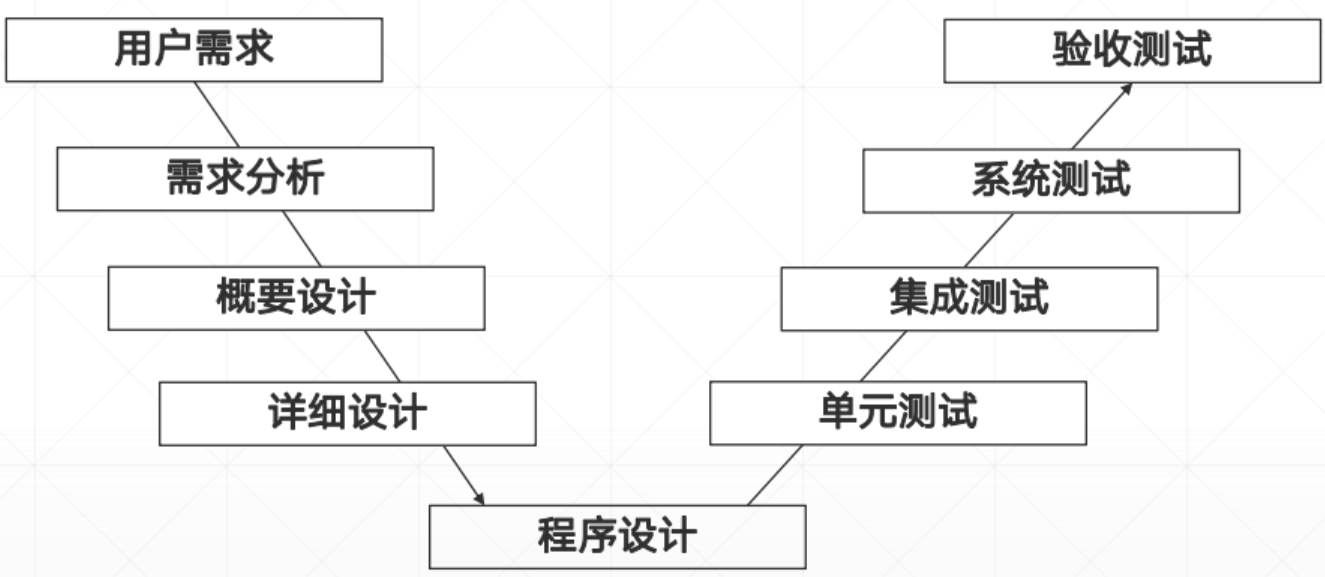 用户需求
验收测试
需求分析
系统测试
概要设计
集成测试
详细设计
单元测试
程序设计